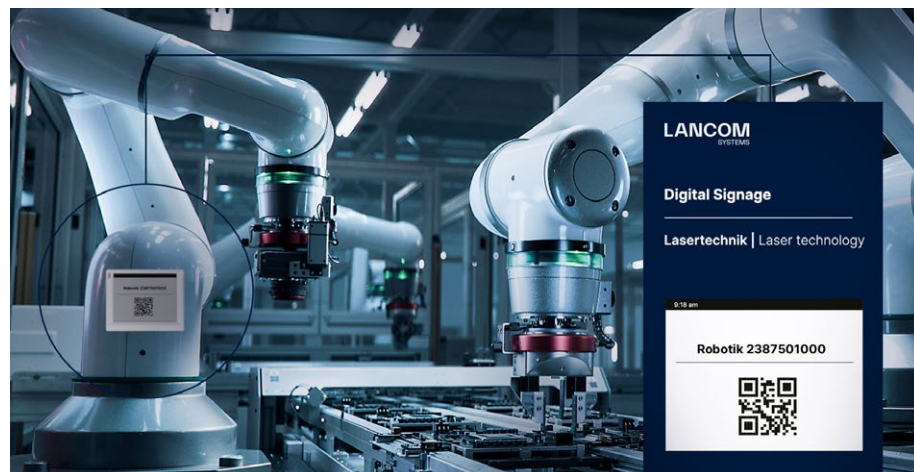 Robotik 2387501000
LANCOM
SYSTEMS
Digital Signage
Lasertechnik | Laser technology
9:18 am
Robotik 2387501000